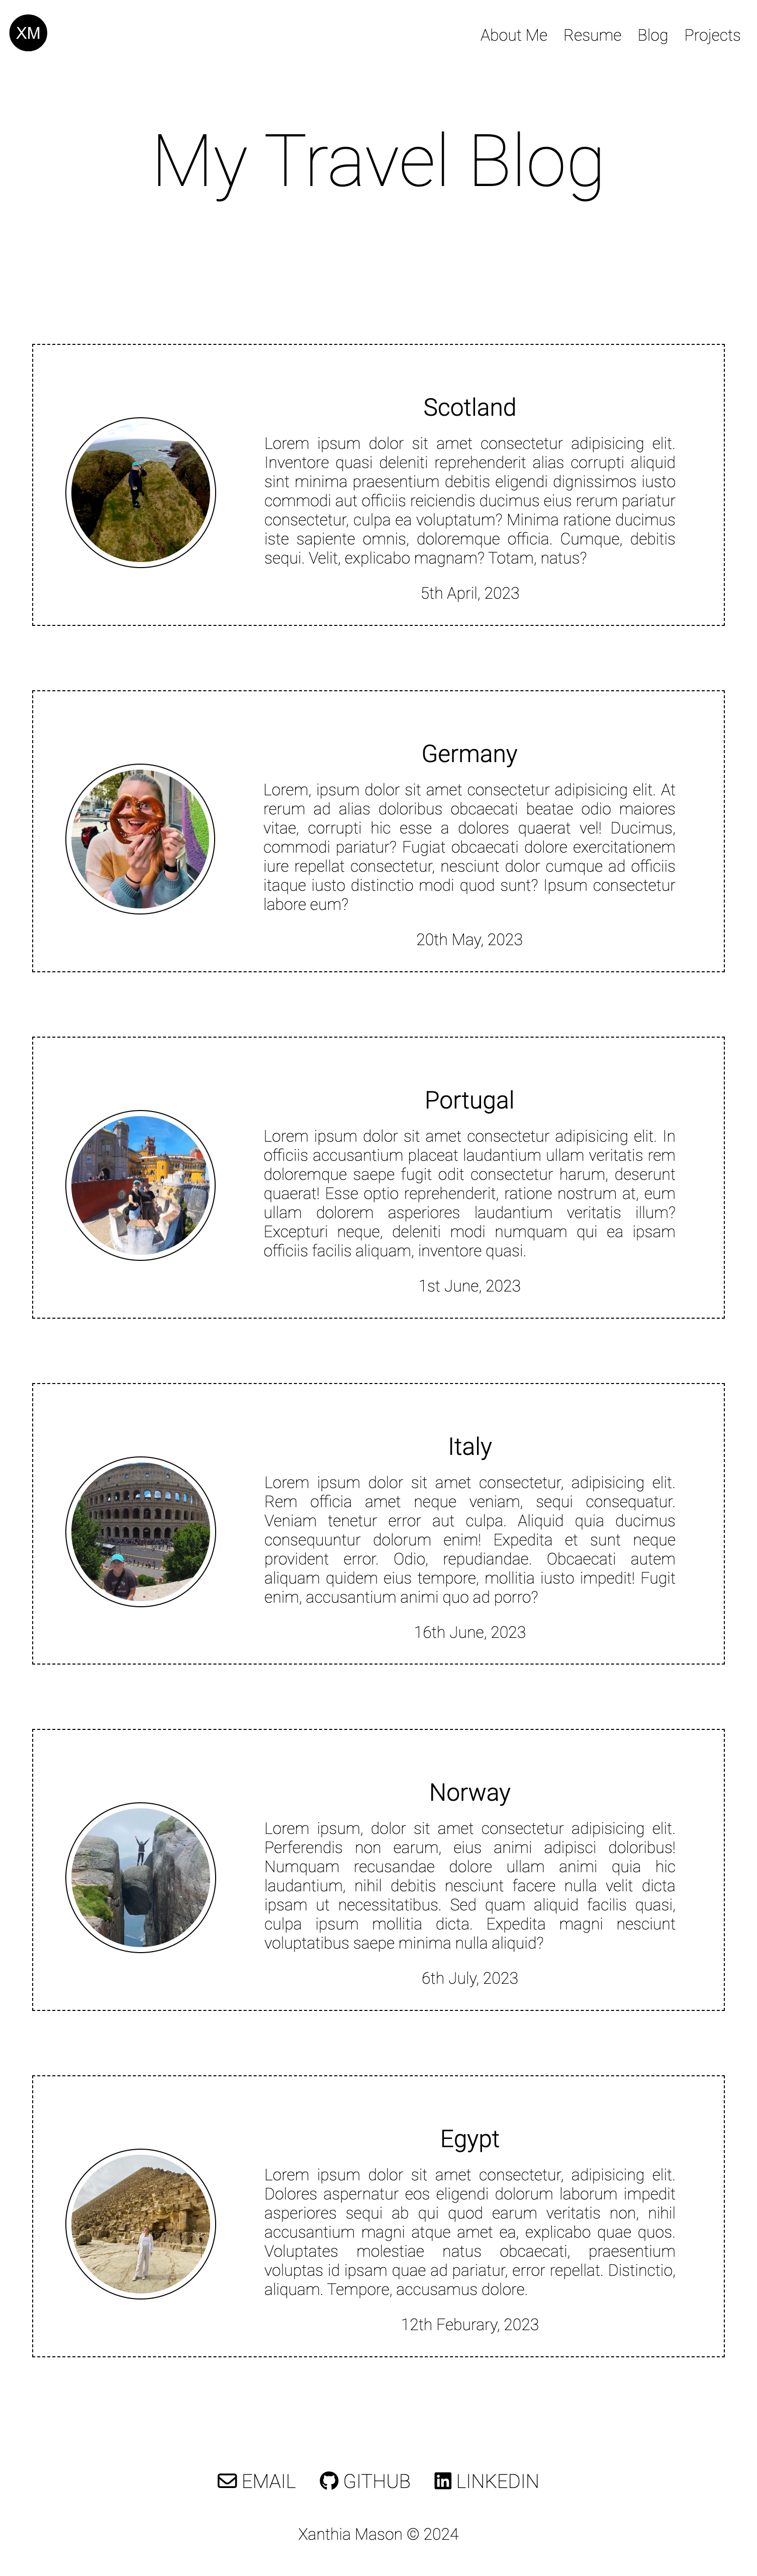 XM
About Me Resume Blog Projects
My Travel Blog
Scotland
Lorem ipsum dolor sit amet consectetur adipisicing elit.
Inventore quasi deleniti reprehenderit alias corrupti aliquid
sint minima praesentium debitis eligendi dignissimos iusto
commodi aut officiis reiciendis ducimus eius rerum pariatur
consectetur, culpa ea voluptatum? Minima ratione ducimus
iste sapiente omnis, doloremque officia. Cumque, debitis
sequi. Velit, explicabo magnam? Totam, natus?
5th April, 2023
Germany
Lorem, ipsum dolor sit amet consectetur adipisicing elit. At
rerum ad alias doloribus obcaecati beatae odio maiores
vitae, corrupti hic esse a dolores quaerat vel! Ducimus,
commodi pariatur? Fugiat obcaecati dolore exercitationem
iure repellat consectetur, nesciunt dolor cumque ad officiis
itaque iusto distinctio modi quod sunt? Ipsum consectetur
labore eum?
20th May, 2023
Portugal
Lorem ipsum dolor sit amet consectetur adipisicing elit. In
officiis accusantium placeat laudantium ullam veritatis rem
doloremque saepe fugit odit consectetur harum, deserunt
quaerat! Esse optio reprehenderit, ratione nostrum at, eum
ullam dolorem asperiores laudantium veritatis illum?
Excepturi neque, deleniti modi numquam qui ea ipsam
officiis facilis aliquam, inventore quasi.
1st June, 2023
Italy
Lorem ipsum dolor sit amet consectetur, adipisicing elit.
Rem officia amet neque veniam, sequi consequatur.
Veniam tenetur error aut culpa. Aliquid quia ducimus
consequuntur dolorum enim! Expedita et sunt neque
provident error. Odio, repudiandae. Obcaecati autem
aliquam quidem eius tempore, mollitia iusto impedit! Fugit
enim, accusantium animi quo ad porro?
16th June, 2023
Norway
Lorem ipsum, dolor sit amet consectetur adipisicing elit.
Perferendis non earum, eius animi adipisci doloribus!
Numquam recusandae dolore ullam animi quia hic
laudantium, nihil debitis nesciunt facere nulla velit dicta
ipsam ut necessitatibus. Sed quam aliquid facilis quasi,
culpa ipsum mollitia dicta. Expedita magni nesciunt
voluptatibus saepe minima nulla aliquid?
6th July, 2023
Egypt
Lorem ipsum dolor sit amet consectetur, adipisicing elit.
Dolores aspernatur eos eligendi dolorum laborum impedit
asperiores sequi ab qui quod earum veritatis non, nihil
accusantium magni atque amet ea, explicabo quae quos.
Voluptates molestiae natus obcaecati, praesentium
voluptas id ipsam quae ad pariatur, error repellat. Distinctio,
aliquam. Tempore, accusamus dolore.
12th Feburary, 2023
EMAIL GITHUB LINKEDIN
Xanthia Mason © 2024